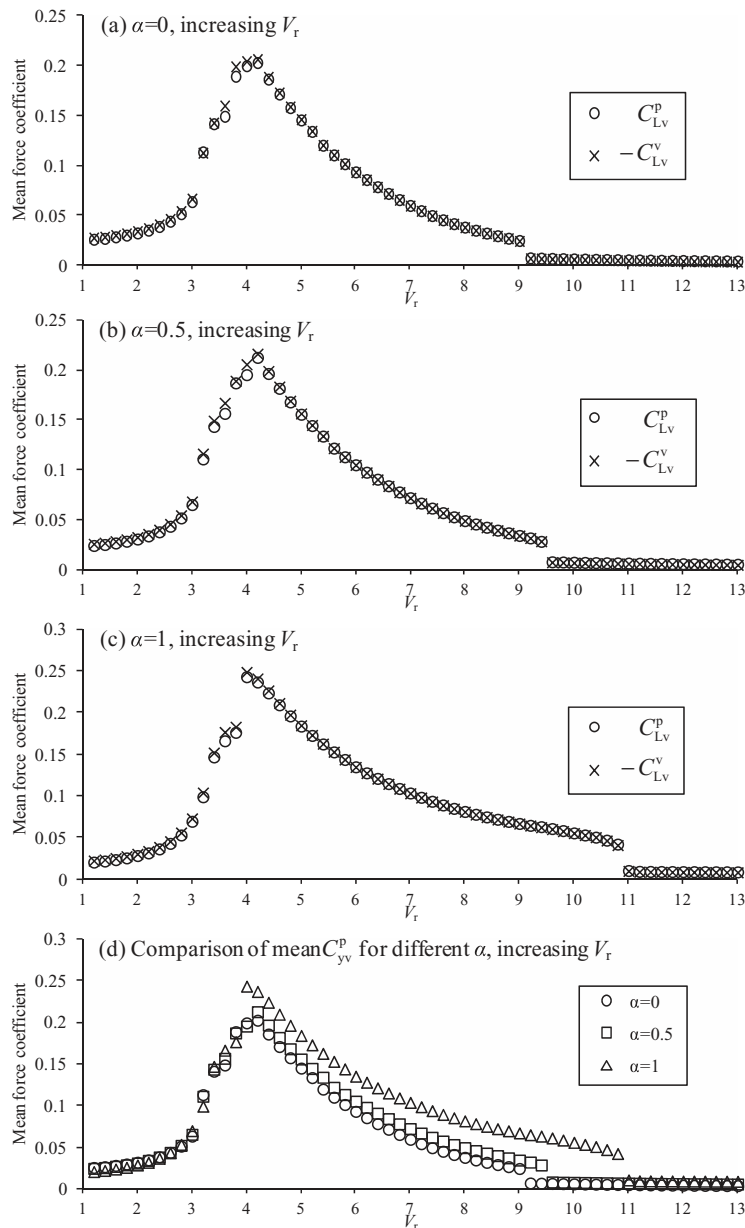 (a) α=0, increasing Vr
Mean force coefficient
0.25
0.2
0.15
0.1
0.05
0
C^p_Lv
−C^v_Lv
1 2 3 4 5 6 7 8 9 10 11 12 13
Vr
(b) α=0.5, increasing Vr
Mean force coefficient
0.25
0.2
0.15
0.1
0.05
0
C^p_Lv
−C^v_Lv
1 2 3 4 5 6 7 8 9 10 11 12 13
Vr
(c) α=1, increasing Vr
Mean force coefficient
0.3
0.25
0.2
0.15
0.1
0.05
0
C^p_Lv
−C^v_Lv
1 2 3 4 5 6 7 8 9 10 11 12 13
Vr
(d) Comparison of mean C^p_yv for different α, increasing Vr
Mean force coefficient
0.3
0.25
0.2
0.15
0.1
0.05
0
α=0
α=0.5
α=1
1 2 3 4 5 6 7 8 9 10 11 12 13
Vr